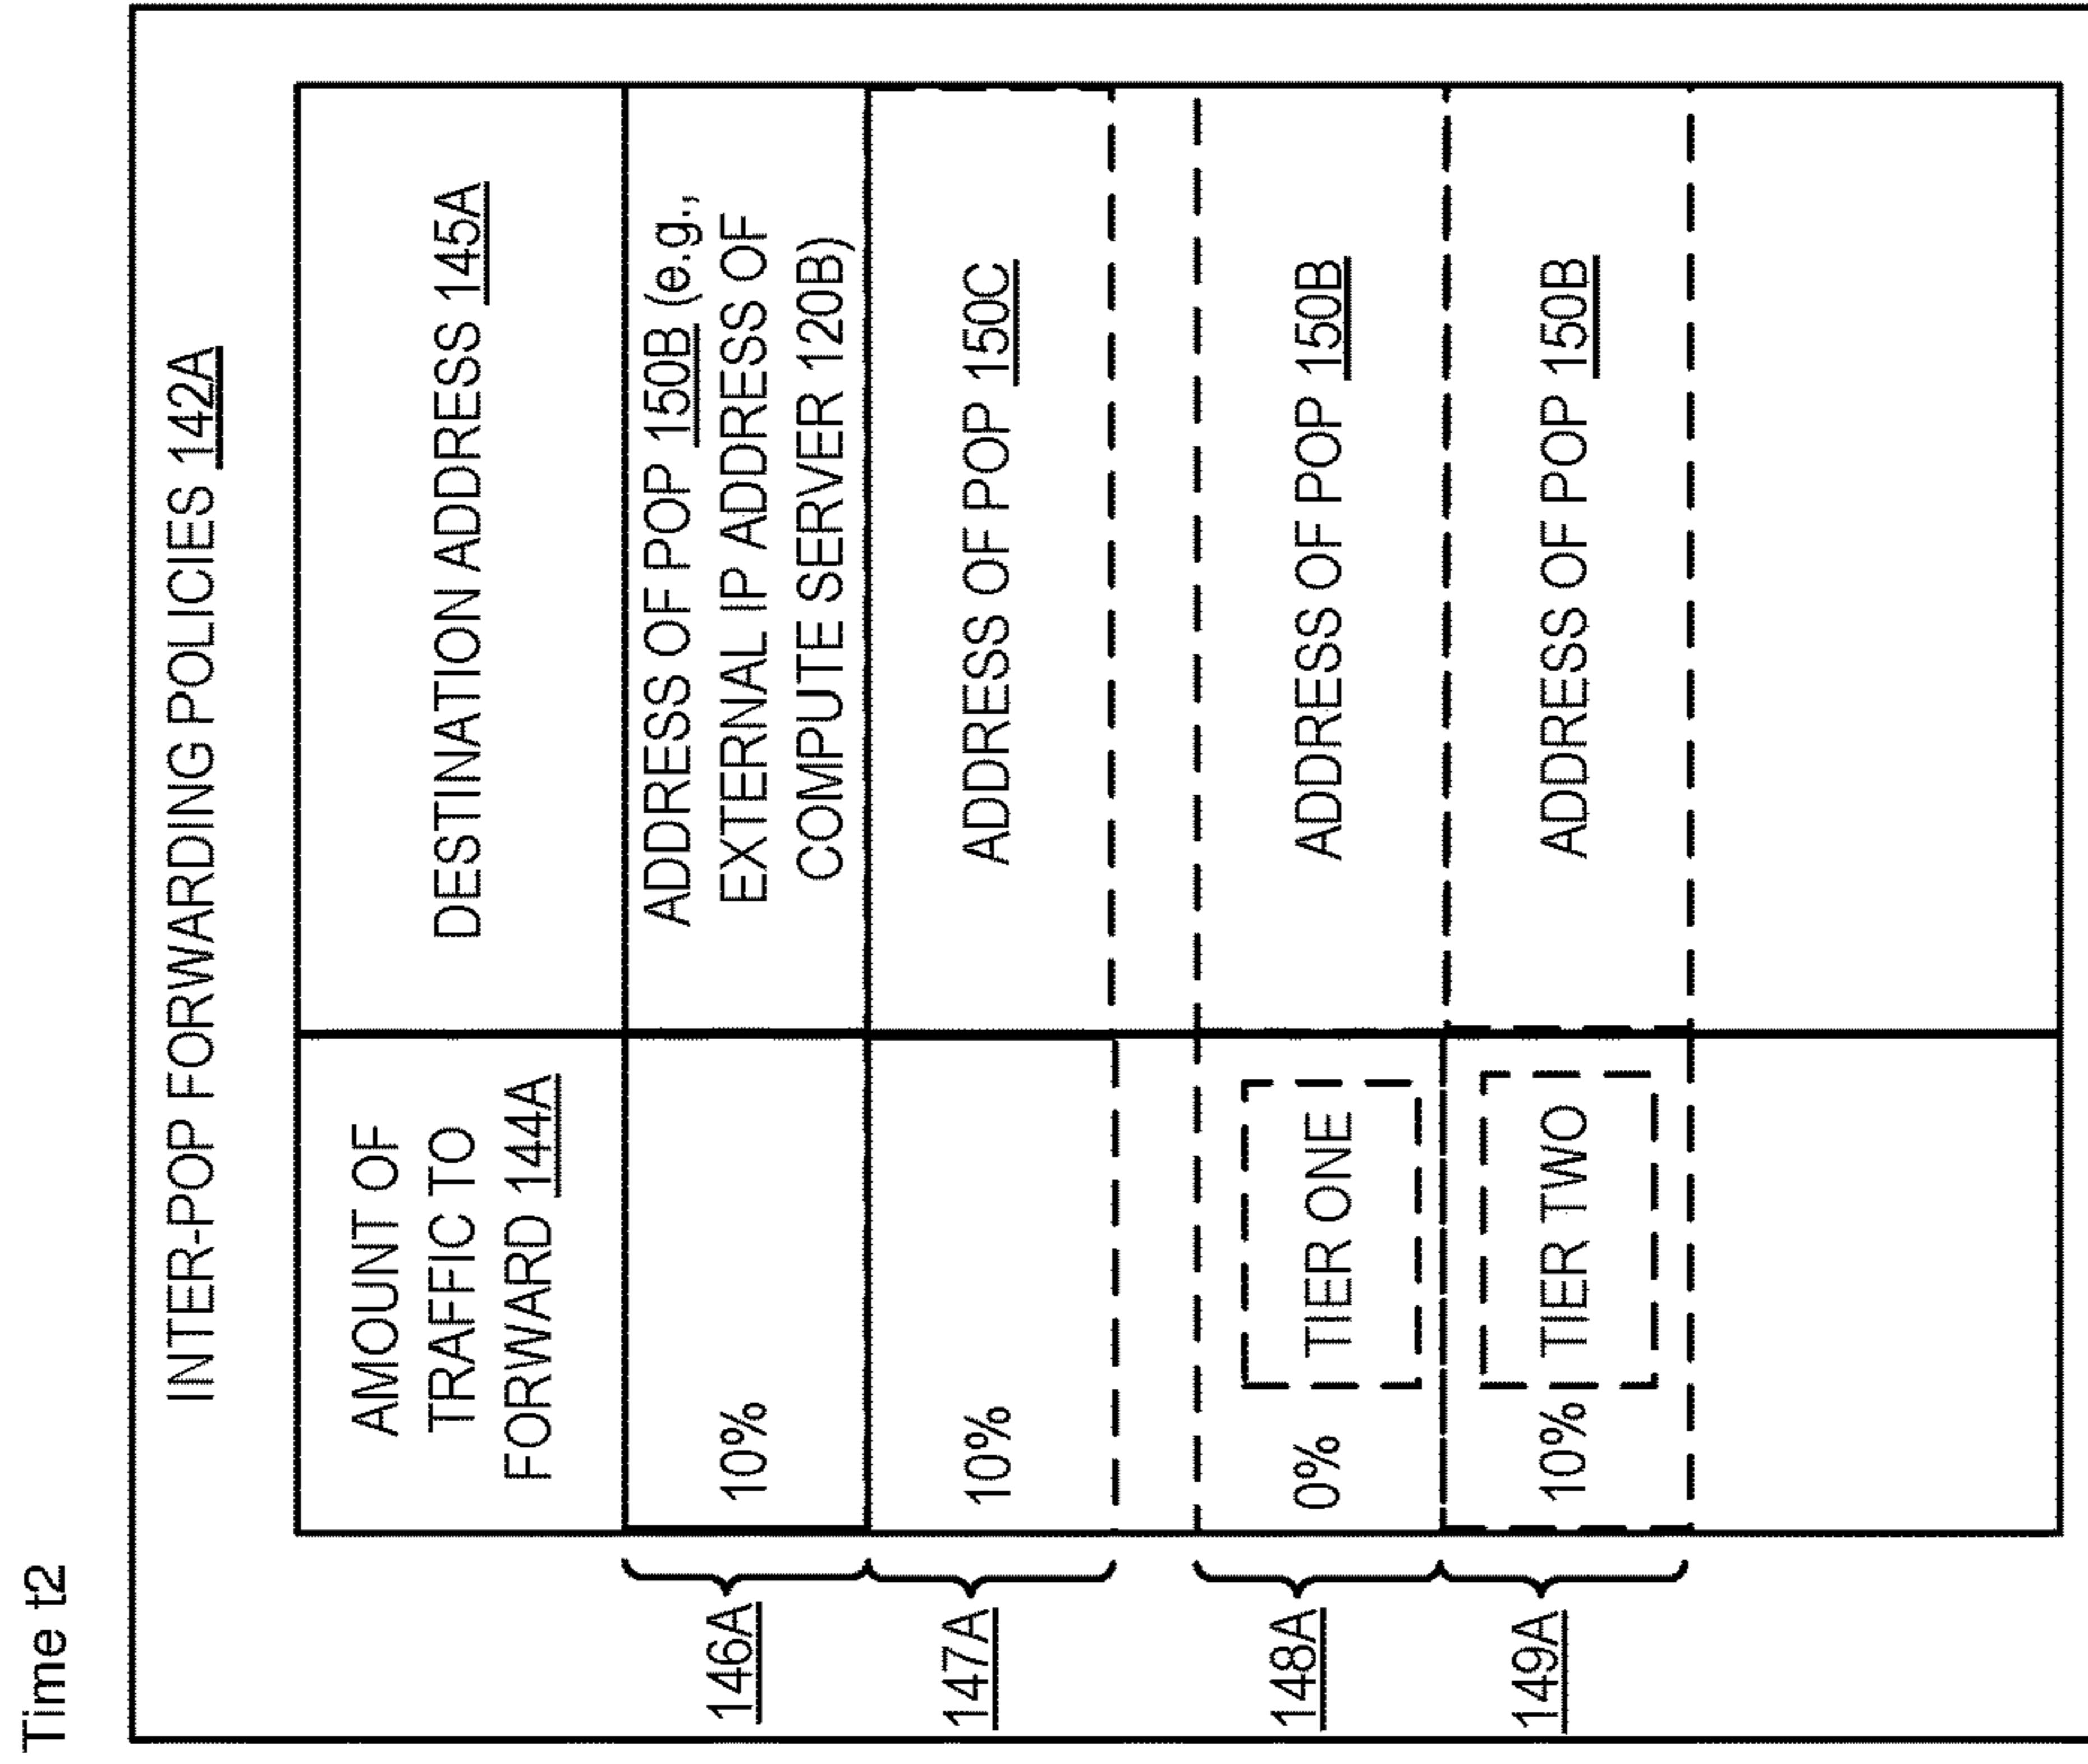 Time t2
INTER-POP FORWARDING POLICIES 142A
AMOUNT OF
TRAFFIC TO
FORWARD 144A
DESTINATION ADDRESS 145A
146A
10%
ADDRESS OF POP 150B (e.g.,
EXTERNAL IP ADDRESS OF
COMPUTE SERVER 120B)
147A
10%
ADDRESS OF POP 150C
148A
0%
TIER ONE
ADDRESS OF POP 150B
149A
10%
TIER TWO
ADDRESS OF POP 150B